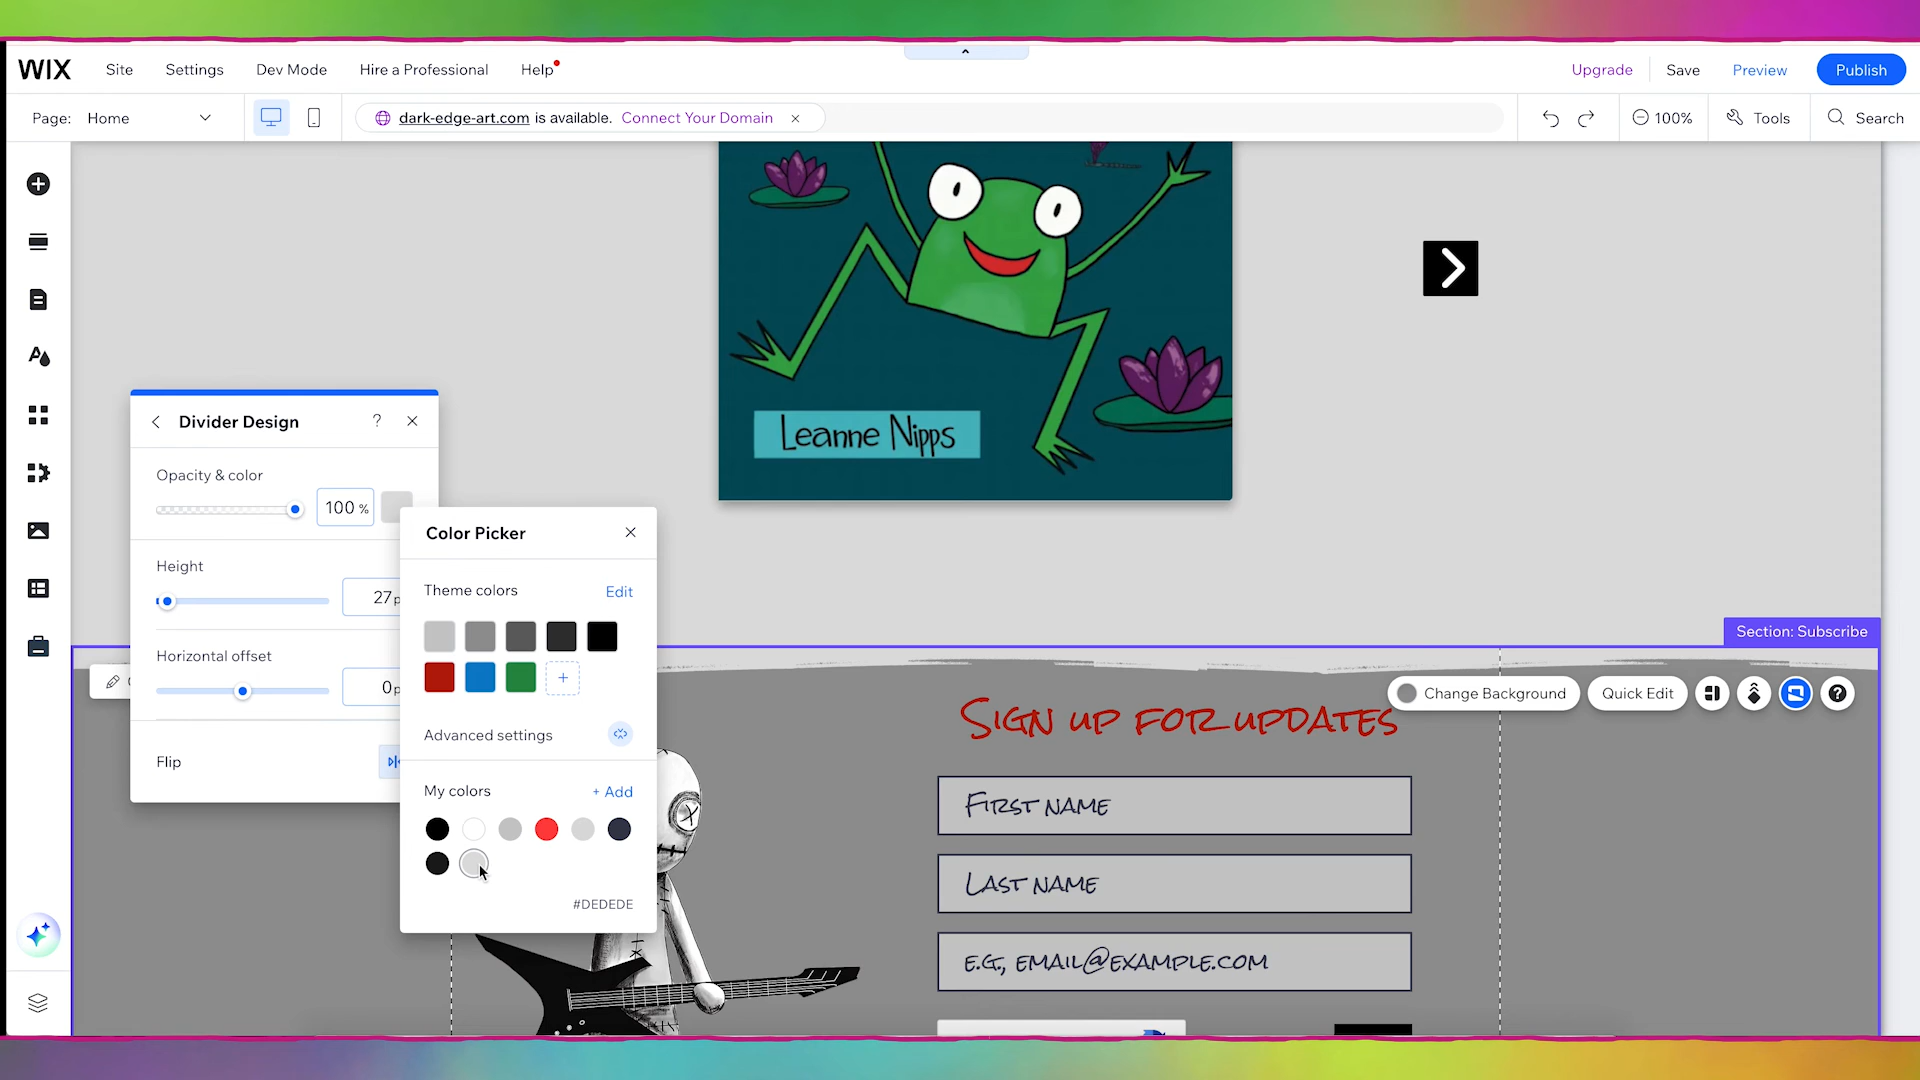 WIX Site Settings Dev Mode Hire a Professional Help Upgrade Save Preview Publish
Page: Home dark-edge-art.com is available. Connect Your Domain 100% Tools Search
Leanne Nipps
Divider Design ?
Opacity & color
100 %
Height
27
Horizontal offset
0
Flip
Color Picker
Theme colors Edit
Advanced settings
My colors + Add
#DEDEDE
Section: Subscribe
Change Background Quick Edit
Sign up for updates
First name
Last name
e.g., email@example.com